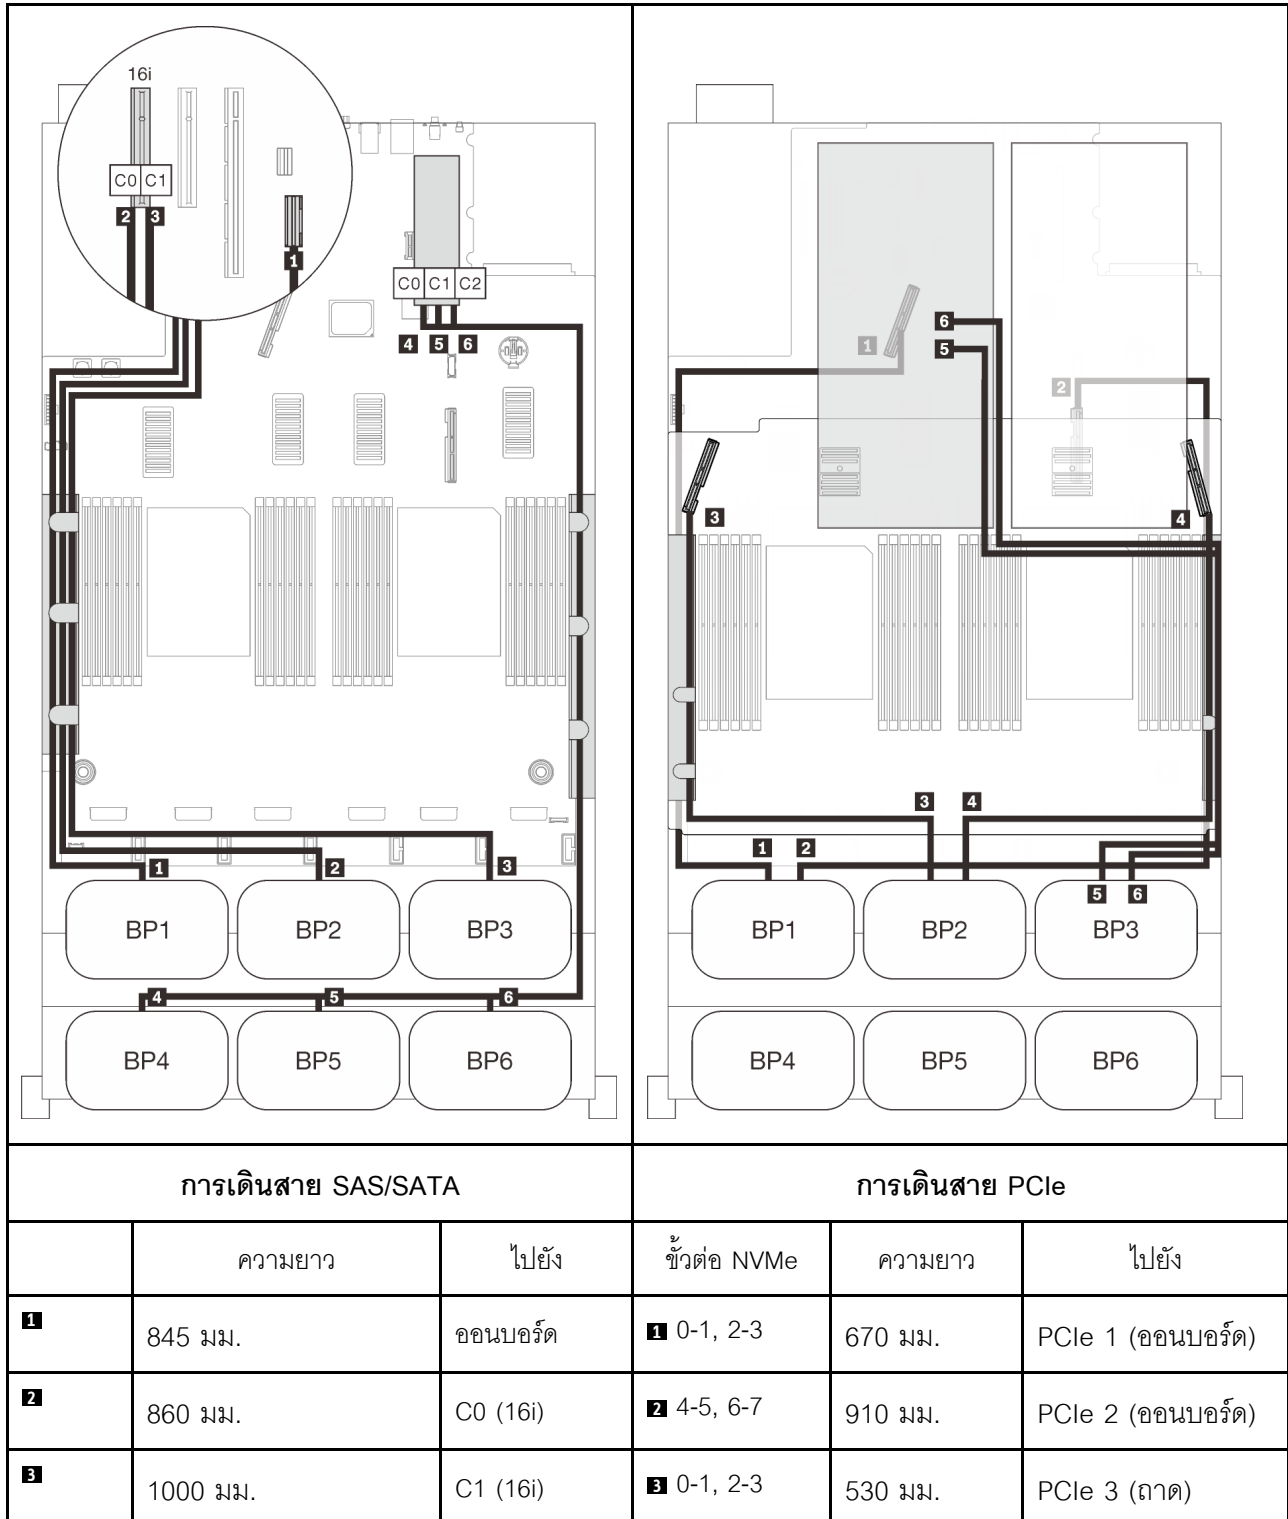 16i
C0 C1
2 3
1
C0 C1 C2
4 5 6
1 2 3
BP1 BP2 BP3
4 5 6
BP4 BP5 BP6
6
1 5
2
3 4
3 4
1 2
5 6
BP1 BP2 BP3
BP4 BP5 BP6
การเดินสาย SAS/SATA
การเดินสาย PCIe
ความยาว ไปยัง ขั้วต่อ NVMe ความยาว ไปยัง
1 845 มม. ออนบอร์ด 1 0-1, 2-3 670 มม. PCIe 1 (ออนบอร์ด)
2 860 มม. C0 (16i) 2 4-5, 6-7 910 มม. PCIe 2 (ออนบอร์ด)
3 1000 มม. C1 (16i) 3 0-1, 2-3 530 มม. PCIe 3 (ถาด)